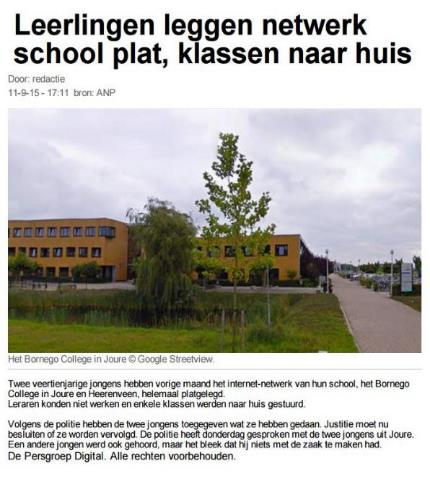 Leerlingen leggen netwerk
school plat, klassen naar huis
Door: redactie
11-9-15 - 17:11 bron: ANP
Het Bornego College in Joure © Google Streetview.
Twee veertienjarige jongens hebben vorige maand het internet-netwerk van hun school, het Bornego
College in Joure en Heerenveen, helemaal platgelegd.
Leraren konden niet werken en enkele klassen werden naar huis gestuurd.
Volgens de politie hebben de twee jongens toegegeven wat ze hebben gedaan. Justitie moet nu
besluiten of ze worden vervolgd. De politie heeft donderdag gesproken met de twee jongens uit Joure.
Een andere jongen werd ook gehoord, maar het bleek dat hij niets met de zaak te maken had.
De Persgroep Digital. Alle rechten voorbehouden.